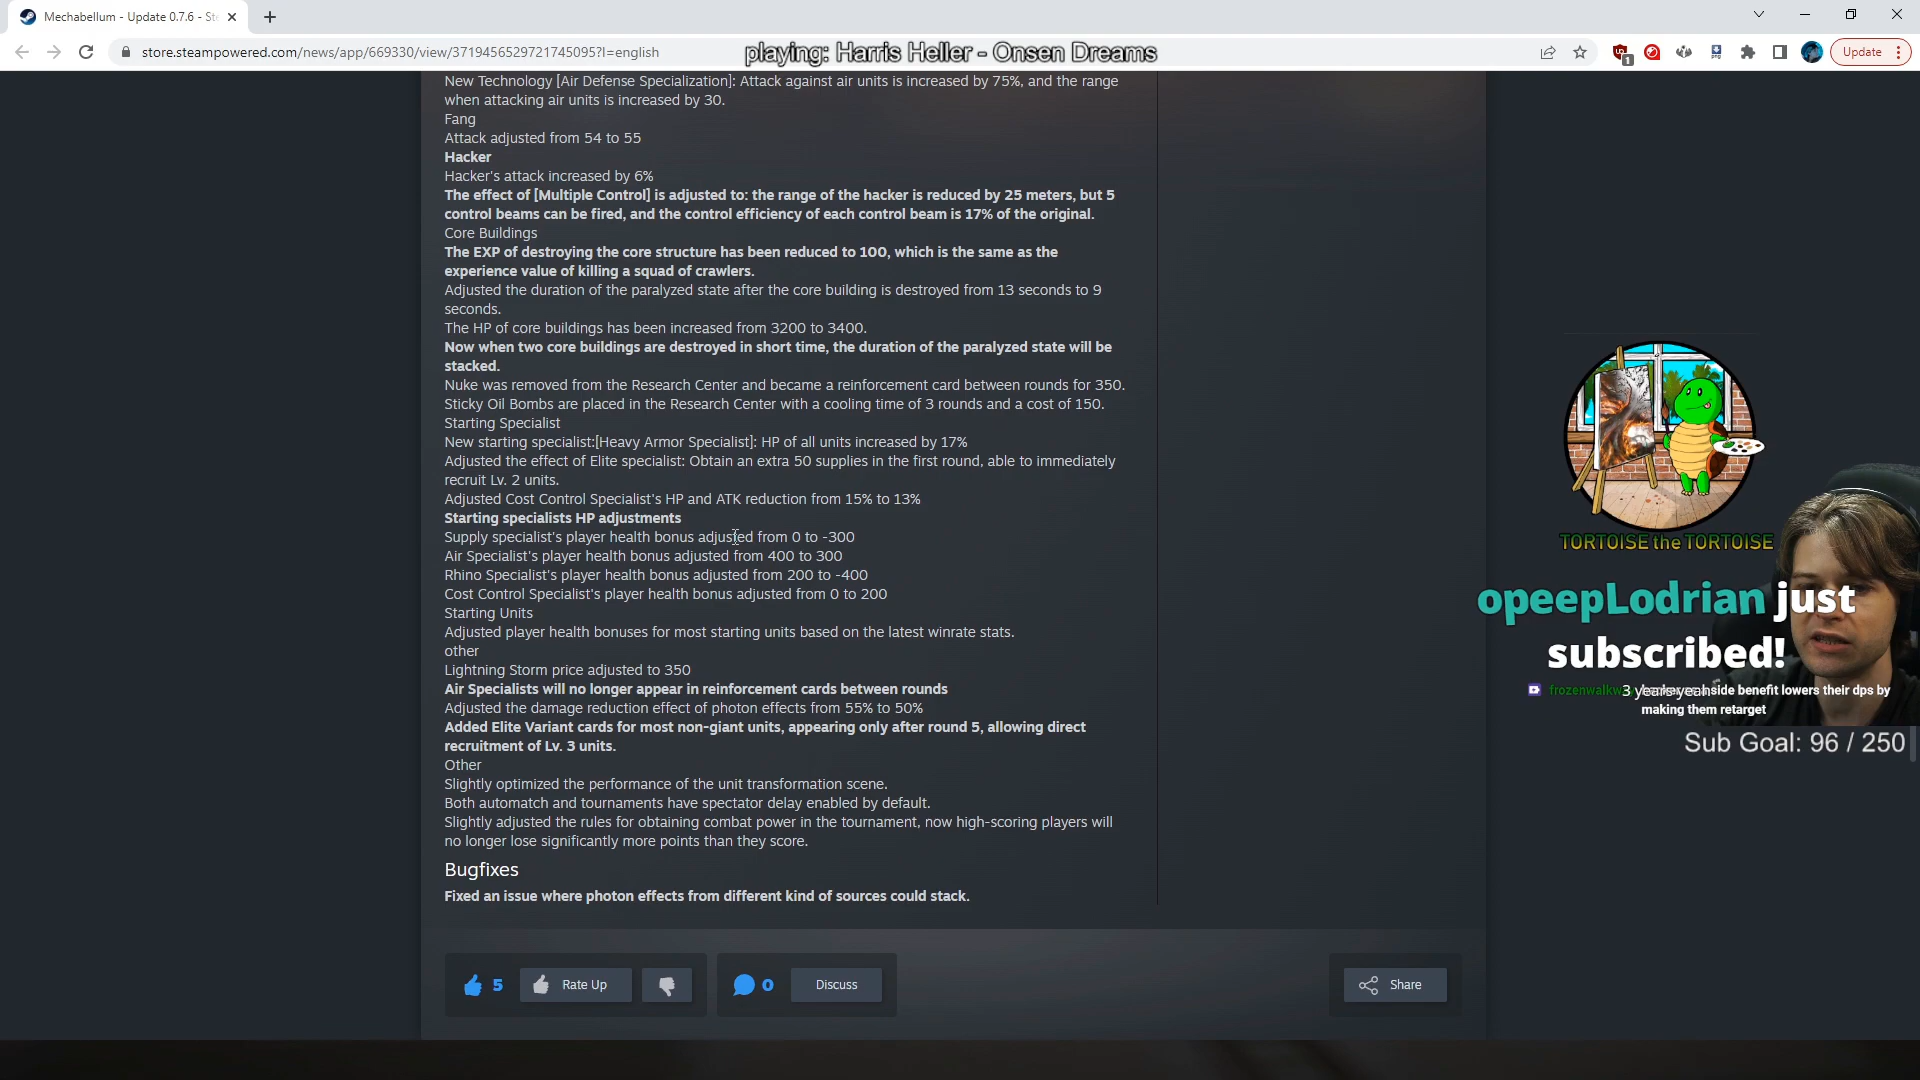 Mechabellum - Update 0.7.6 - Ste
store.steampowered.com/news/app/669330/view/3719456529721745095?l=english
playing: Harris Heller - Onsen Dreams
1
Update
New Technology [Air Defense Specialization]: Attack against air units is increased by 75%, and the range
when attacking air units is increased by 30.
Fang
Attack adjusted from 54 to 55
Hacker
Hacker's attack increased by 6%
The effect of [Multiple Control] is adjusted to: the range of the hacker is reduced by 25 meters, but 5
control beams can be fired, and the control efficiency of each control beam is 17% of the original.
Core Buildings
The EXP of destroying the core structure has been reduced to 100, which is the same as the
experience value of killing a squad of crawlers.
Adjusted the duration of the paralyzed state after the core building is destroyed from 13 seconds to 9
seconds.
The HP of core buildings has been increased from 3200 to 3400.
Now when two core buildings are destroyed in short time, the duration of the paralyzed state will be
stacked.
Nuke was removed from the Research Center and became a reinforcement card between rounds for 350.
Sticky Oil Bombs are placed in the Research Center with a cooling time of 3 rounds and a cost of 150.
Starting Specialist
New starting specialist:[Heavy Armor Specialist]: HP of all units increased by 17%
Adjusted the effect of Elite specialist: Obtain an extra 50 supplies in the first round, able to immediately
recruit Lv. 2 units.
Adjusted Cost Control Specialist's HP and ATK reduction from 15% to 13%
Starting specialists HP adjustments
Supply specialist's player health bonus adjusted from 0 to -300
Air Specialist's player health bonus adjusted from 400 to 300
Rhino Specialist's player health bonus adjusted from 200 to -400
Cost Control Specialist's player health bonus adjusted from 0 to 200
Starting Units
Adjusted player health bonuses for most starting units based on the latest winrate stats.
other
Lightning Storm price adjusted to 350
Air Specialists will no longer appear in reinforcement cards between rounds
Adjusted the damage reduction effect of photon effects from 55% to 50%
Added Elite Variant cards for most non-giant units, appearing only after round 5, allowing direct
recruitment of Lv. 3 units.
Other
Slightly optimized the performance of the unit transformation scene.
Both automatch and tournaments have spectator delay enabled by default.
Slightly adjusted the rules for obtaining combat power in the tournament, now high-scoring players will
no longer lose significantly more points than they score.
Bugfixes
Fixed an issue where photon effects from different kind of sources could stack.
5
Rate Up
0
Discuss
Share
TORTOISE the TORTOISE
opeepLodrian just
subscribed!
3 years yeah
frozenwalkw side benefit lowers their dps by
making them retarget
Sub Goal: 96 / 250